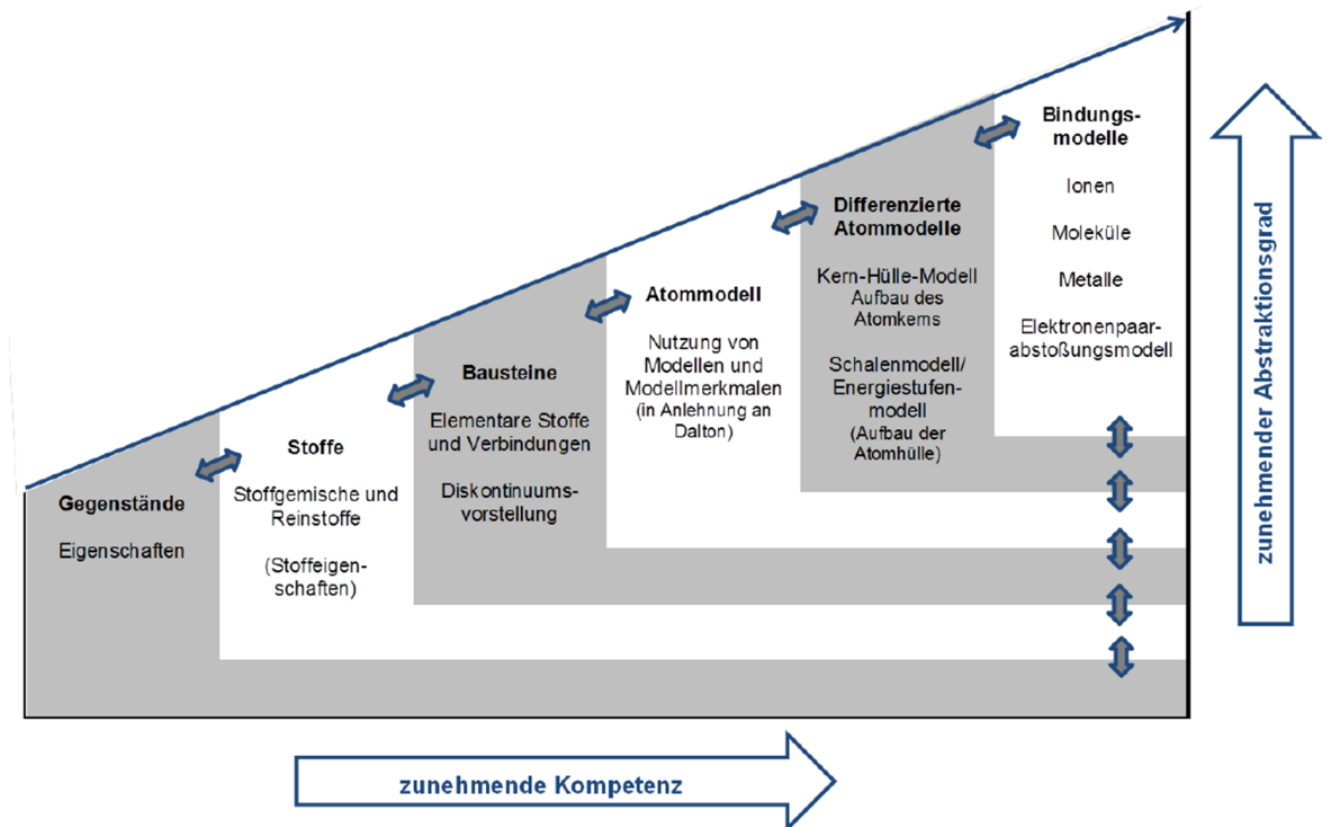 Gegenstände
Eigenschaften
Stoffe
Stoffgemische und
Reinstoffe
(Stoffeigen-
schaften)
Bausteine
Elementare Stoffe
und Verbindungen
Diskontinuums-
vorstellung
Atommodell
Nutzung von
Modellen und
Modellmerkmalen
(in Anlehnung an
Dalton)
Differenzierte
Atommodelle
Kern-Hülle-Modell
Aufbau des
Atomkerns
Schalenmodell/
Energiestufen-
modell
(Aufbau der
Atomhülle)
Bindungs-
modelle
Ionen
Moleküle
Metalle
Elektronenpaar-
abstoßungsmodell
zunehmender Abstraktionsgrad
zunehmende Kompetenz